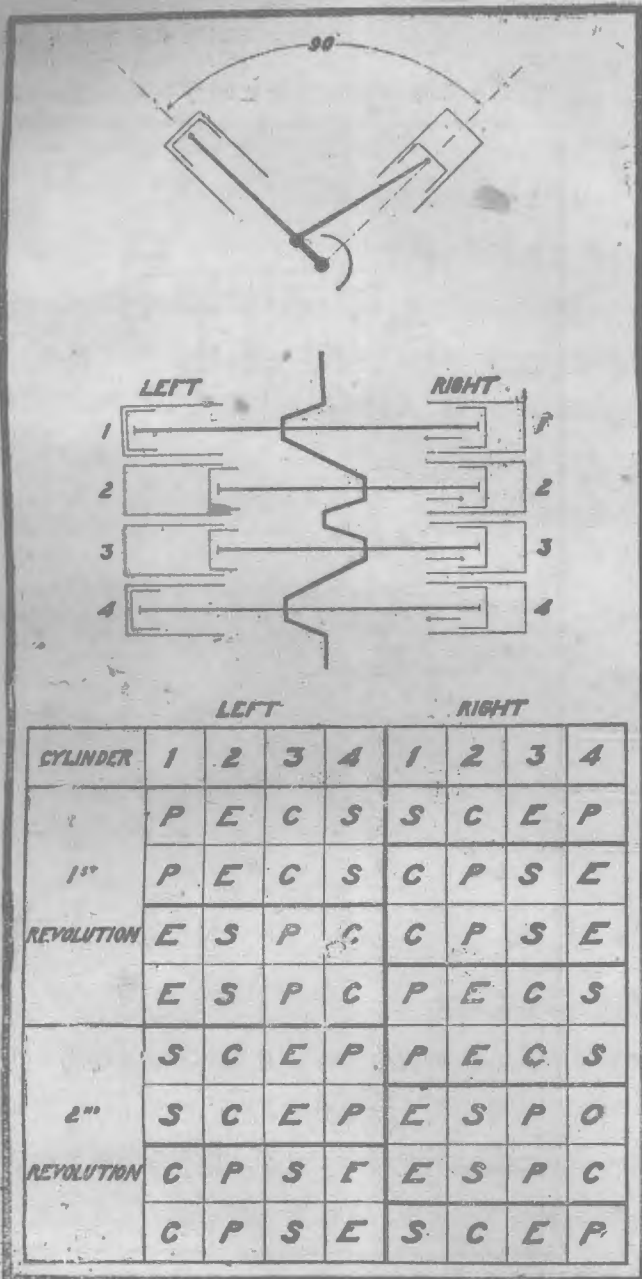 90
LEFT RIGHT
1 1
2 2
3 3
4 4
LEFT RIGHT
CYLINDER 1 2 3 4 1 2 3 4
P E C S S C E P
1ST P E C S C P S E
REVOLUTION E S P C C P S E
E S P C P E C S
S C E P P E C S
2ND S C E P E S P O
REVOLUTION C P S E E S P C
C P S E S C E P